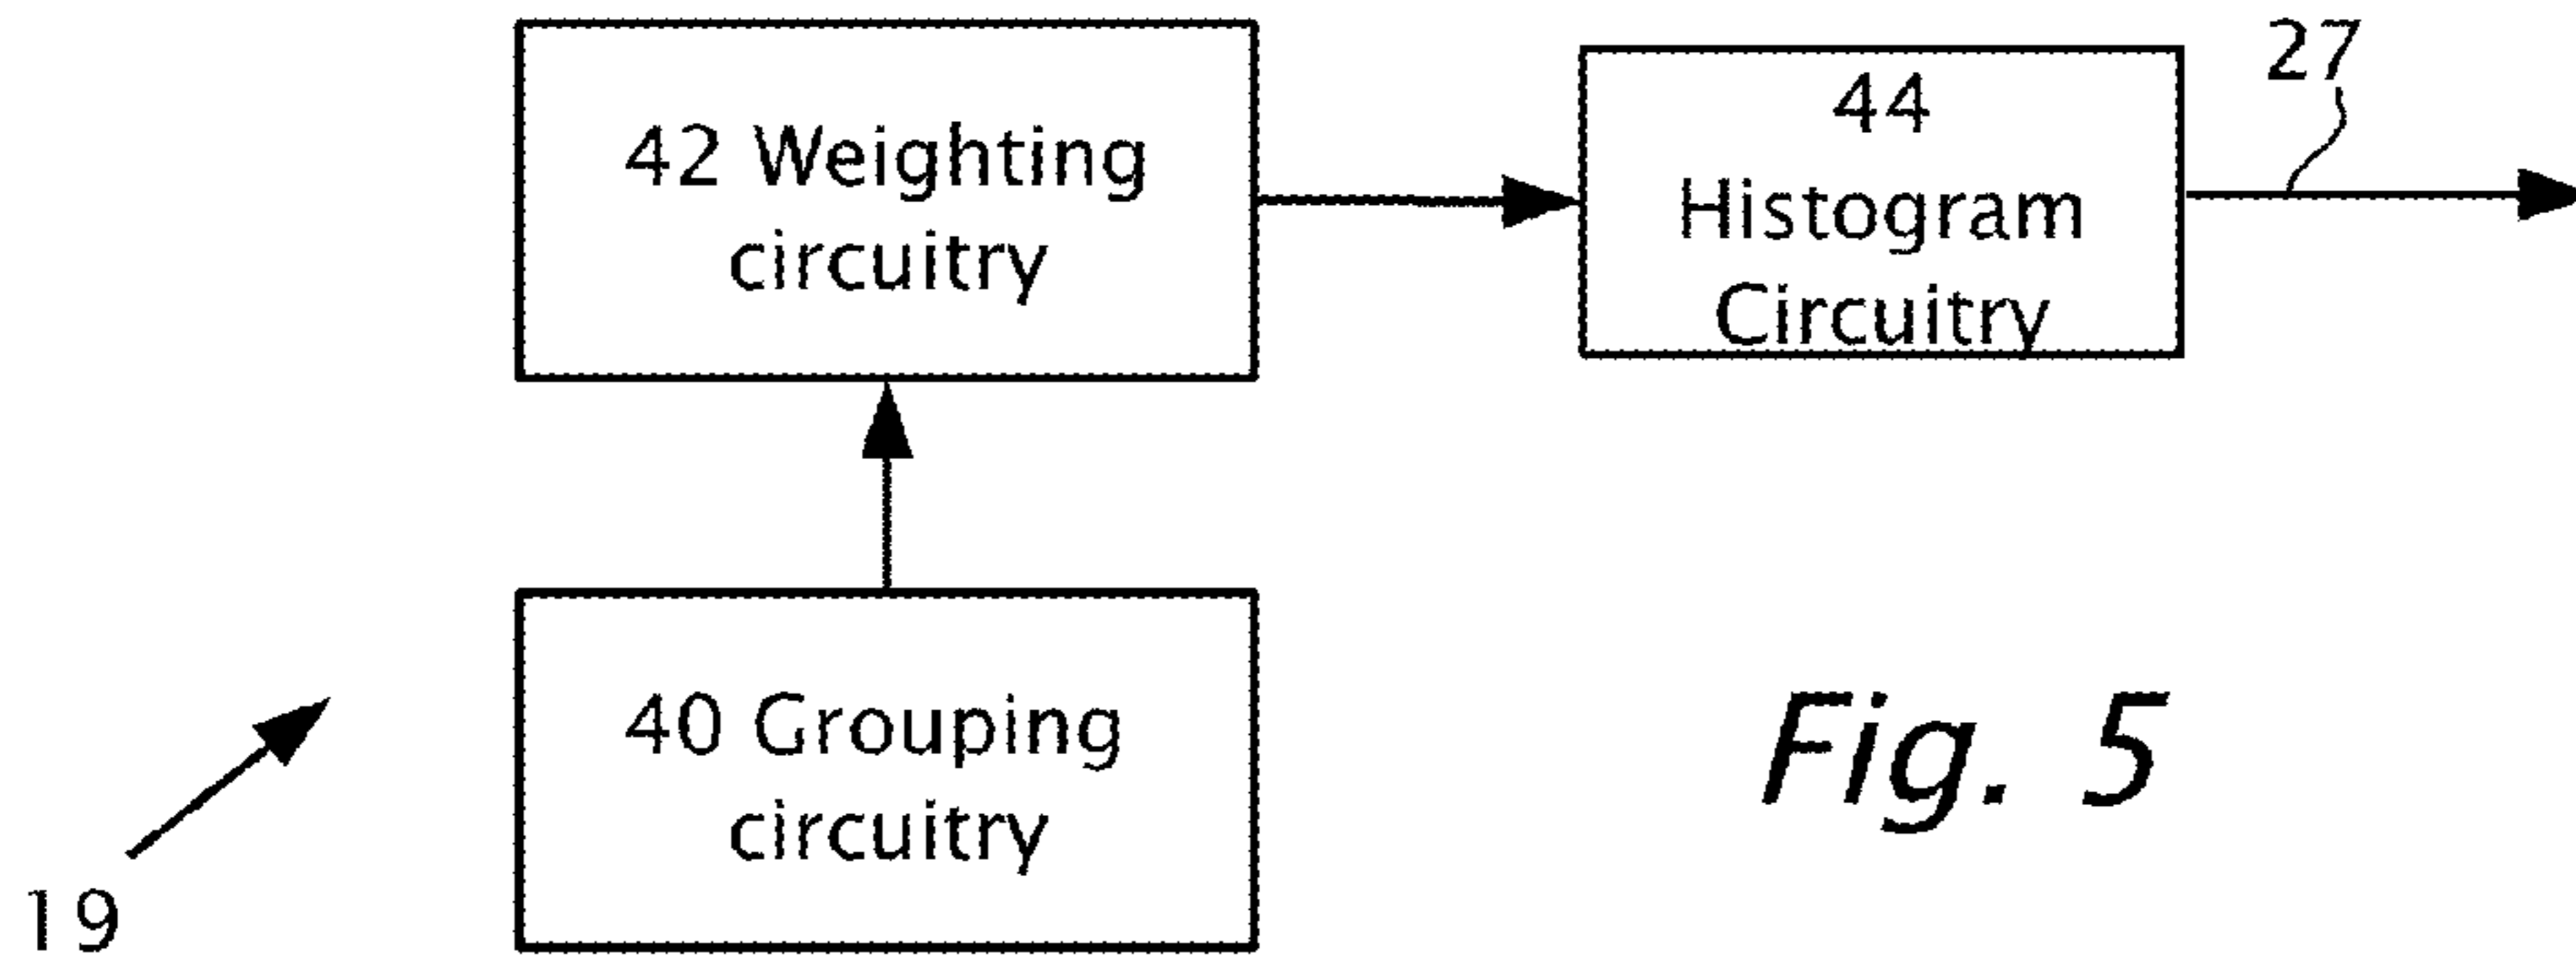 42 Weighting
circuitry
44
Histogram
Circuitry
27
40 Grouping
circuitry
19
Fig. 5